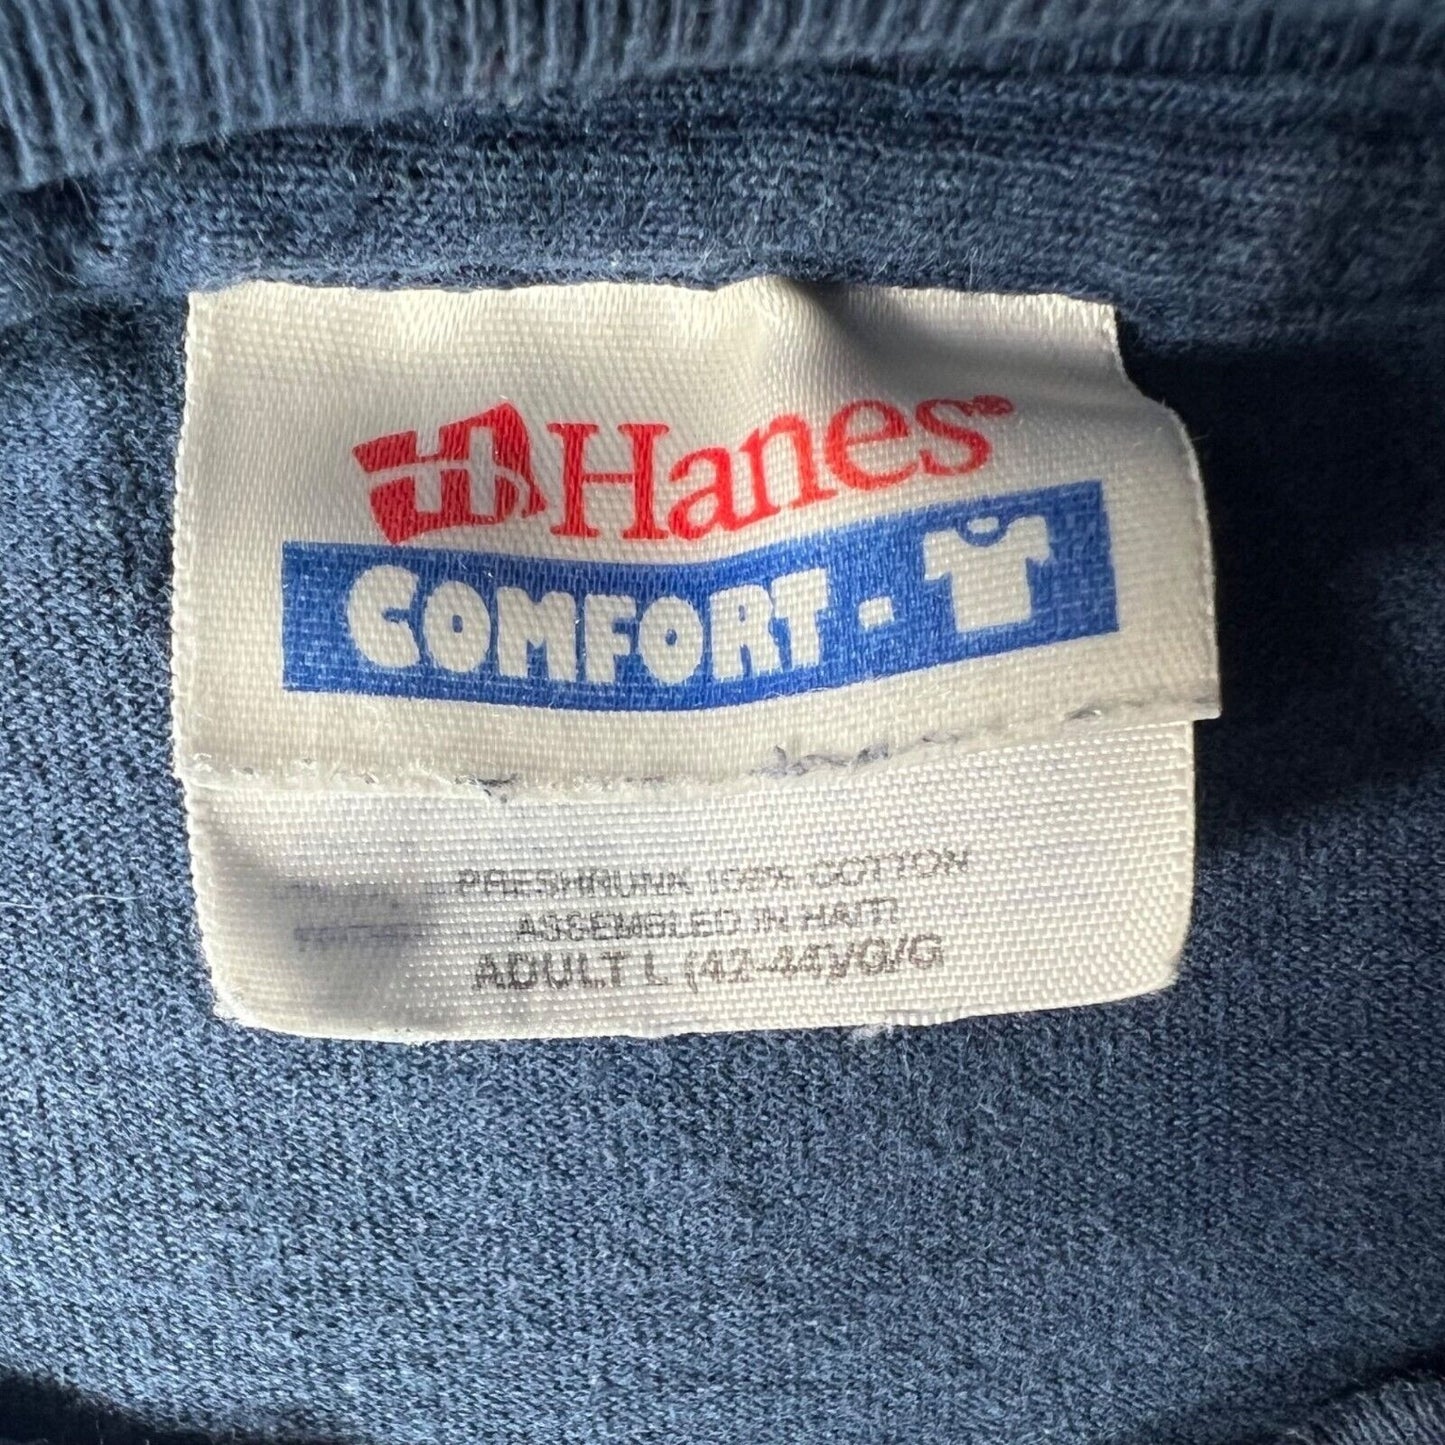 H Hanes®
COMFORT-
PRESHRUNK 100% COTTON
ASSEMBLED IN HAITI
ADULT L (42-44)/G/G